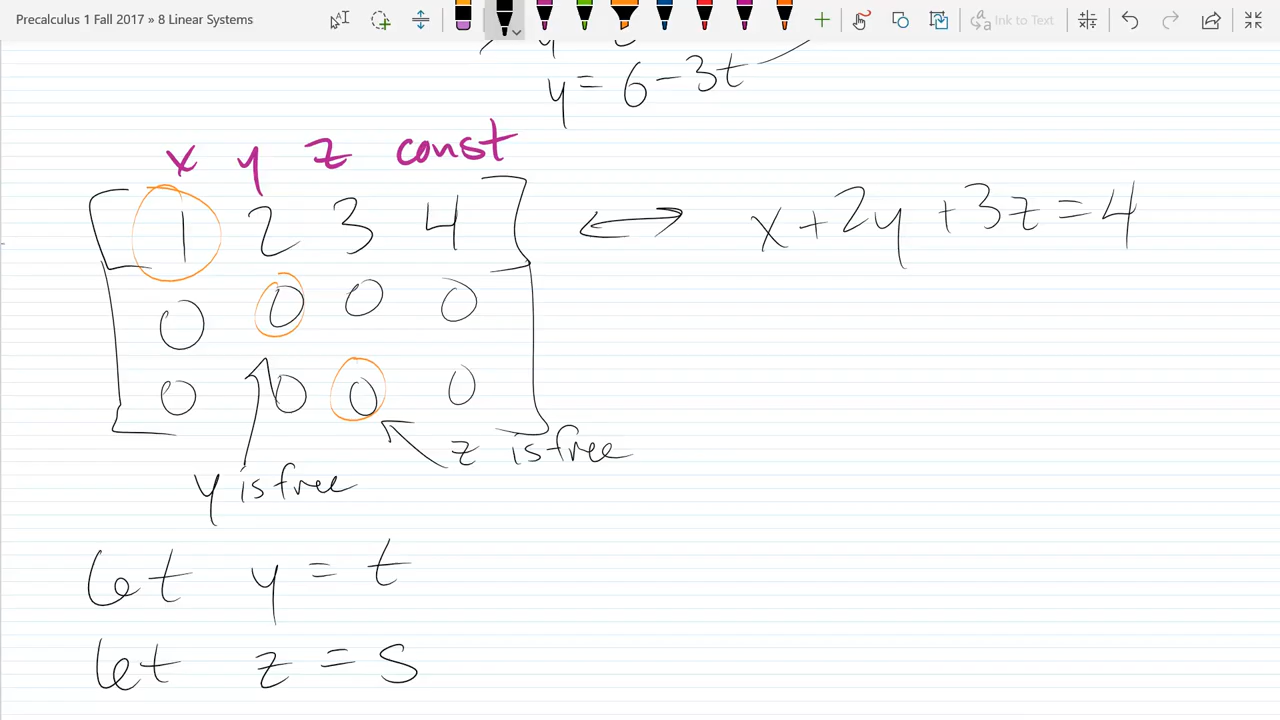 Precalculus 1 Fall 2017 » 8 Linear Systems
Ink to Text
y = 6 - 3t
x y z const
1 2 3 4 ↔ x + 2y + 3z = 4
0 0 0 0
0 0 0 0
z is free
y is free
let y = t
let z = s